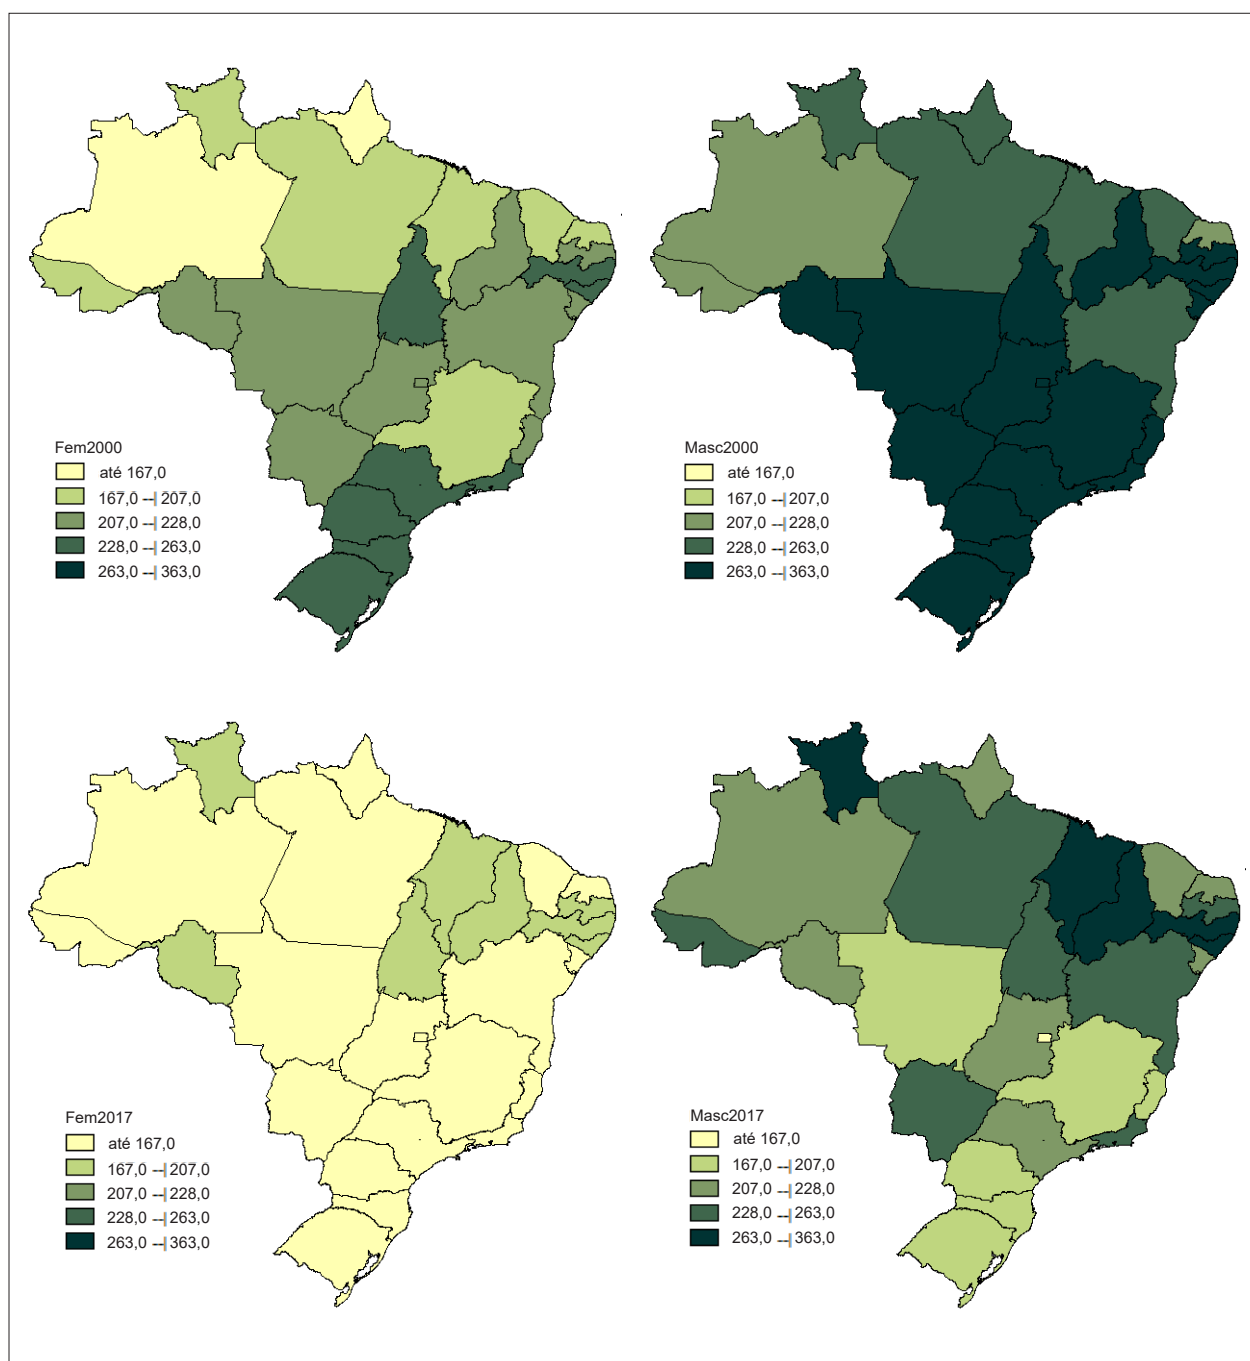 Fem2000
até 167,0
167,0 --| 207,0
207,0 --| 228,0
228,0 --| 263,0
263,0 --| 363,0
Masc2000
até 167,0
167,0 --| 207,0
207,0 --| 228,0
228,0 --| 263,0
263,0 --| 363,0
Fem2017
até 167,0
167,0 --| 207,0
207,0 --| 228,0
228,0 --| 263,0
263,0 --| 363,0
Masc2017
até 167,0
167,0 --| 207,0
207,0 --| 228,0
228,0 --| 263,0
263,0 --| 363,0